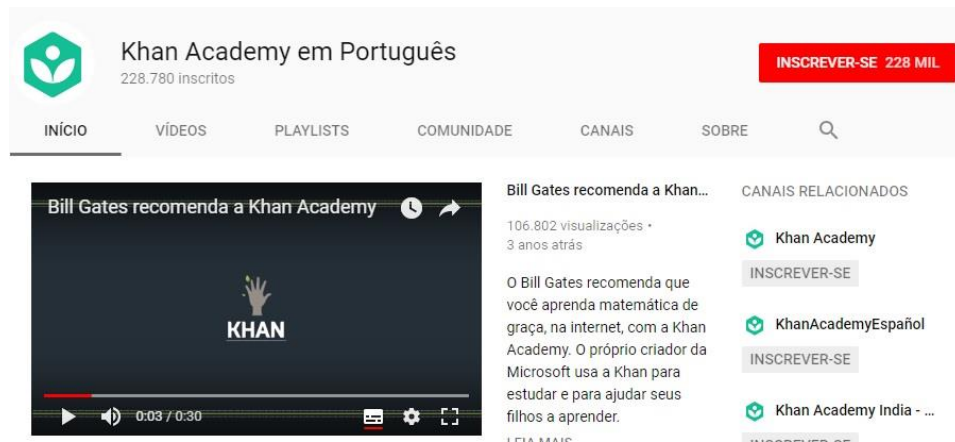 Khan Academy em Português
228.780 inscritos
INSCREVER-SE 228 MIL
INÍCIO VÍDEOS PLAYLISTS COMUNIDADE CANAIS SOBRE
Bill Gates recomenda a Khan Academy
KHAN
0:03 / 0:30
Bill Gates recomenda a Khan...
106.802 visualizações •
3 anos atrás
O Bill Gates recomenda que
você aprenda matemática de
graça, na internet, com a Khan
Academy. O próprio criador da
Microsoft usa a Khan para
estudar e para ajudar seus
filhos a aprender.
LEIA MAIS
CANAIS RELACIONADOS
Khan Academy
INSCREVER-SE
KhanAcademyEspañol
INSCREVER-SE
Khan Academy India - ...
INSCREVER-SE